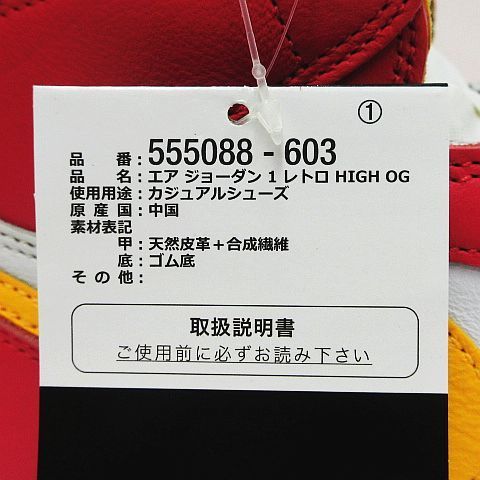 ①
品番：555088 - 603
品名：エア ジョーダン 1 レトロ HIGH OG
使用用途：カジュアルシューズ
原産国：中国
素材表記
甲：天然皮革＋合成繊維
底：ゴム底
その他：
取扱説明書
ご使用前に必ずお読み下さい